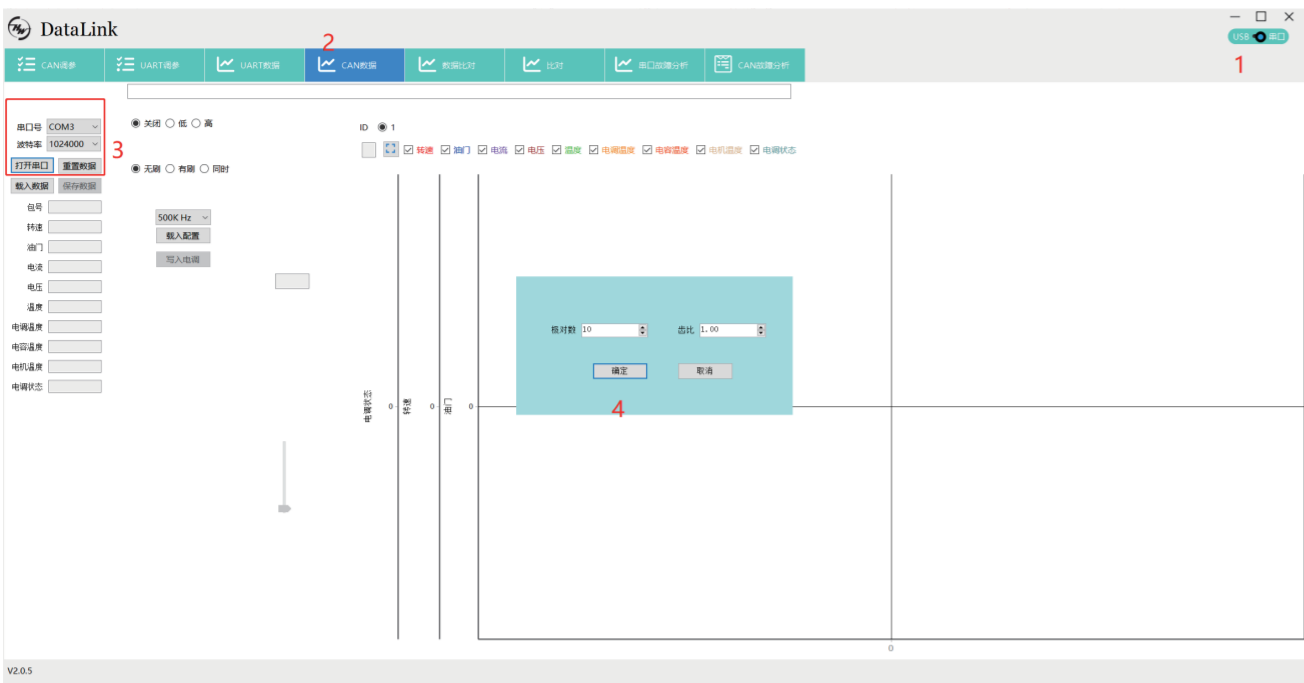 DataLink
USB 串口
1
2
CAN调参 UART调参 UART数据 CAN数据 数据比对 比对 串口故障分析 CAN故障分析
串口号 COM3
关闭 低 高
ID 1
波特率 1024000
3
转速 油门 电流 电压 温度 电调温度 电容温度 电机温度 电调状态
打开串口 重置数据
无刷 有刷 同时
载入数据 保存数据
包号
转速
油门
电流
电压
温度
电调温度
电容温度
电机温度
电调状态
500K Hz
载入配置
写入电调
极对数 10 齿比 1.00
确定 取消
4
电调状态 0 转速 0 油门 0
0
V2.0.5